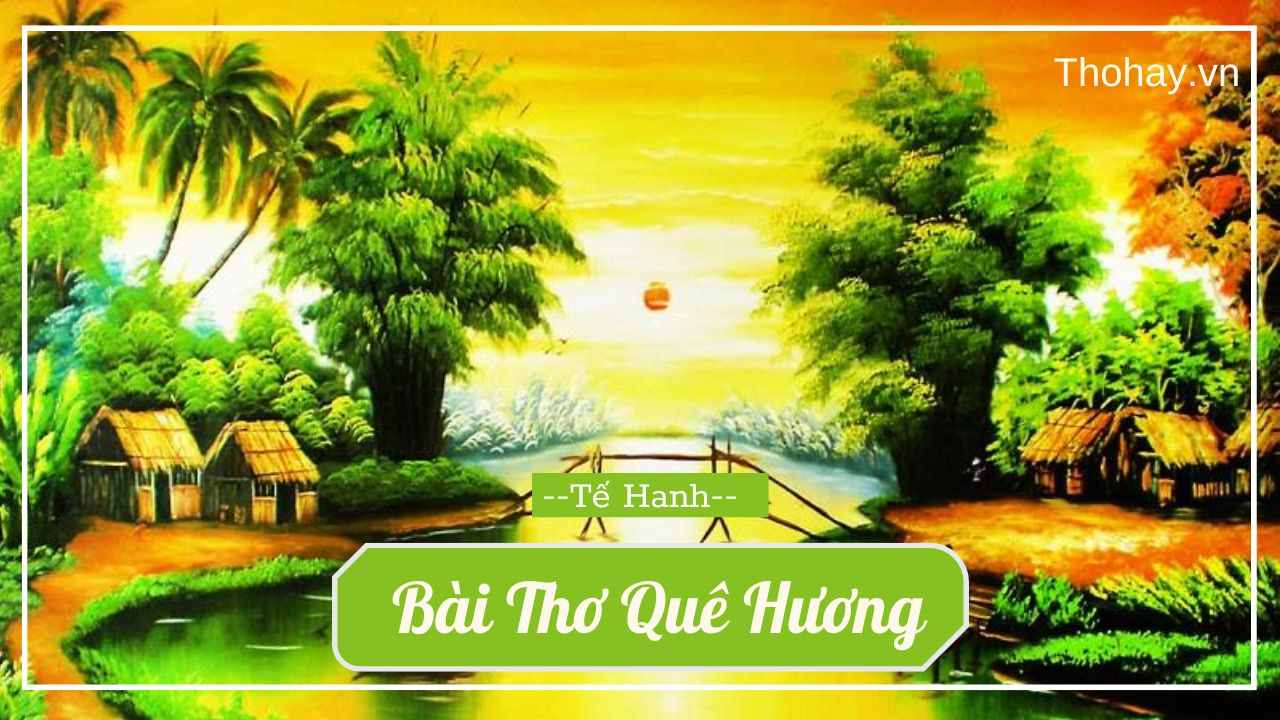 Thohay.vn
--Tế Hanh--
Bài Thơ Quê Hương